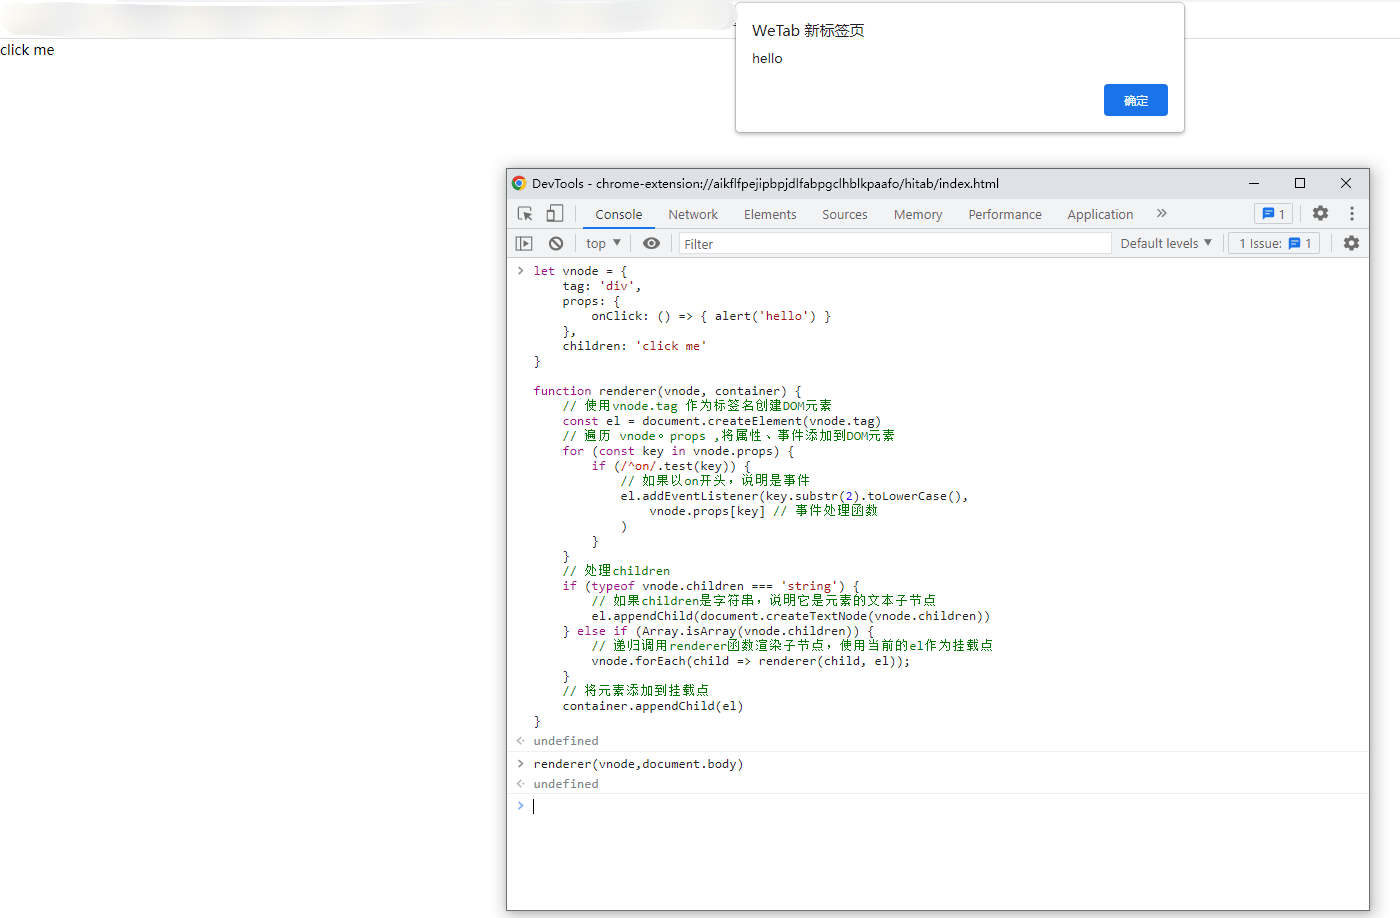 click me
WeTab 新标签页
hello
确定
DevTools - chrome-extension://aikflfpejipbpjdlfabpgclhblkpaafo/hitab/index.html
Console Network Elements Sources Memory Performance Application » 1
top ▼ Filter Default levels ▼ 1 Issue: 1
> let vnode = {
    tag: 'div',
    props: {
        onClick: () => { alert('hello') }
    },
    children: 'click me'
}
function renderer(vnode, container) {
    // 使用vnode.tag 作为标签名创建DOM元素
    const el = document.createElement(vnode.tag)
    // 遍历 vnode。props ,将属性、事件添加到DOM元素
    for (const key in vnode.props) {
        if (/^on/.test(key)) {
            // 如果以on开头，说明是事件
            el.addEventListener(key.substr(2).toLowerCase(),
                vnode.props[key] // 事件处理函数
            )
        }
    }
    // 处理children
    if (typeof vnode.children === 'string') {
        // 如果children是字符串，说明它是元素的文本子节点
        el.appendChild(document.createTextNode(vnode.children))
    } else if (Array.isArray(vnode.children)) {
        // 递归调用renderer函数渲染子节点，使用当前的el作为挂载点
        vnode.forEach(child => renderer(child, el));
    }
    // 将元素添加到挂载点
    container.appendChild(el)
}
undefined
> renderer(vnode,document.body)
undefined
>